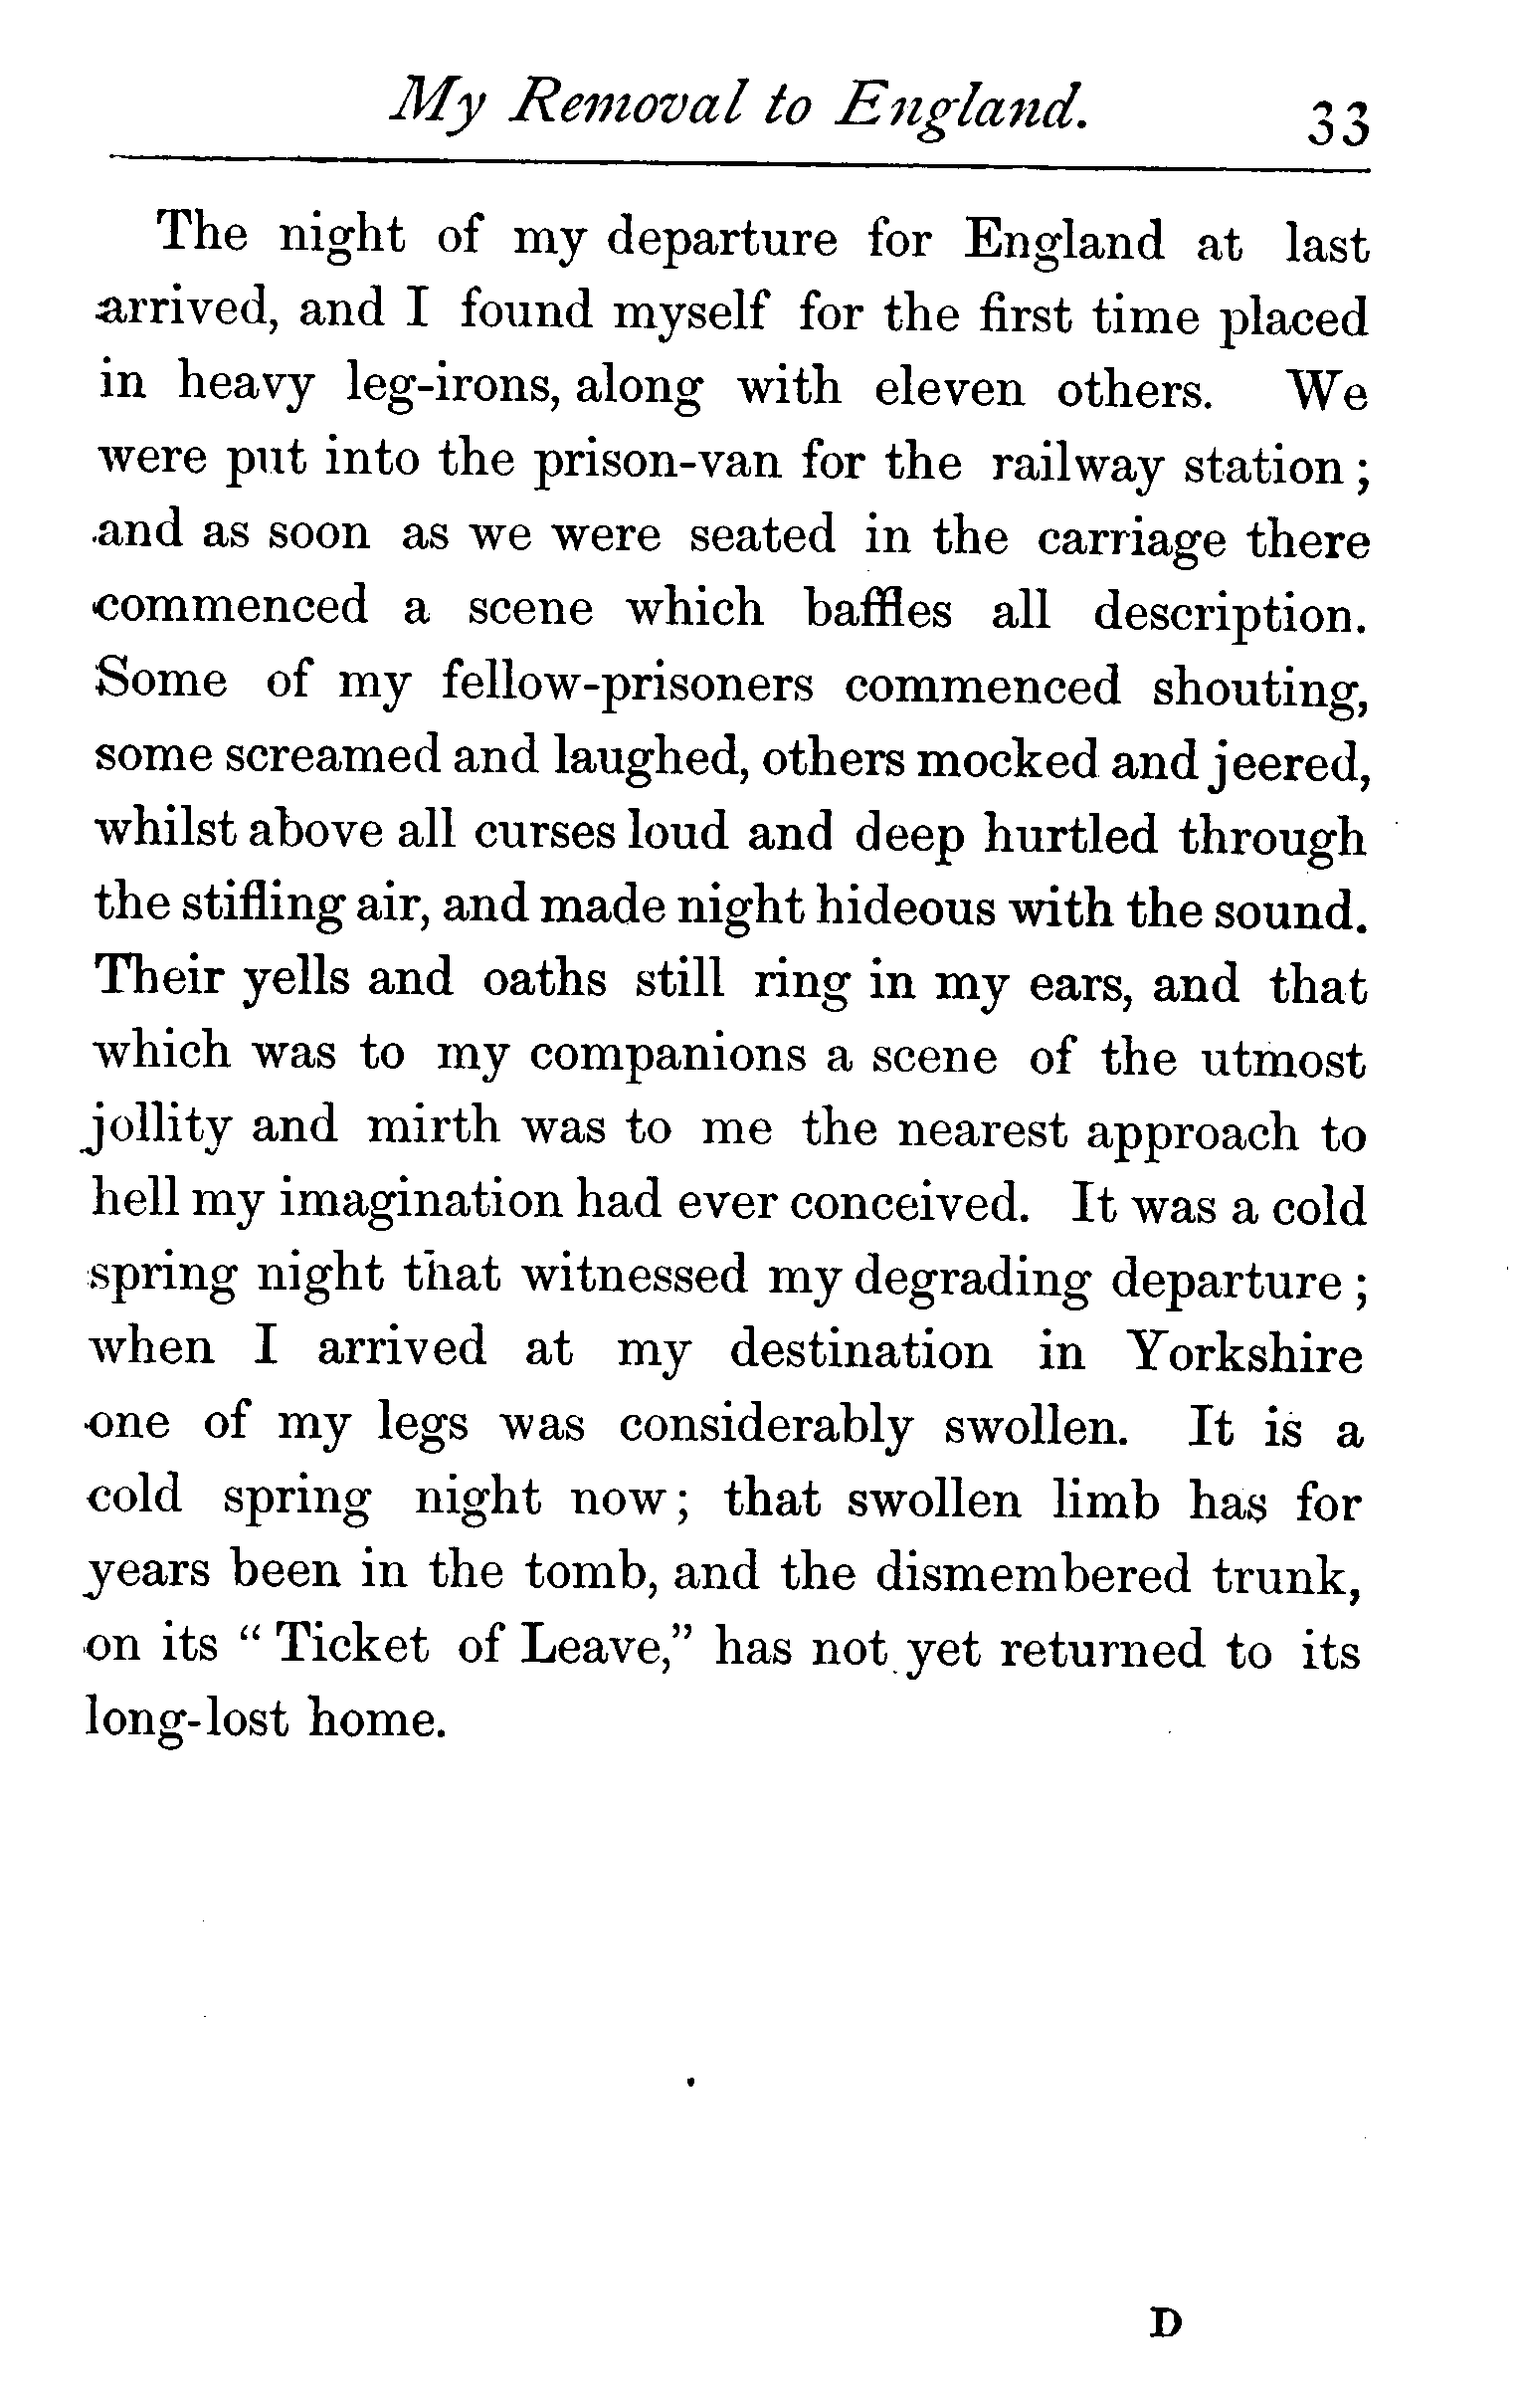 My Removal to England. 33
The night of my departure for England at last
arrived, and I found myself for the first time placed
in heavy leg-irons, along with eleven others. We
were put into the prison-van for the railway station;
and as soon as we were seated in the carriage there
commenced a scene which baffles all description.
Some of my fellow-prisoners commenced shouting,
some screamed and laughed, others mocked and jeered,
whilst above all curses loud and deep hurtled through
the stifling air, and made night hideous with the sound.
Their yells and oaths still ring in my ears, and that
which was to my companions a scene of the utmost
jollity and mirth was to me the nearest approach to
hell my imagination had ever conceived. It was a cold
spring night that witnessed my degrading departure;
when I arrived at my destination in Yorkshire
one of my legs was considerably swollen. It is a
cold spring night now; that swollen limb has for
years been in the tomb, and the dismembered trunk,
on its "Ticket of Leave," has not yet returned to its
long-lost home.
D